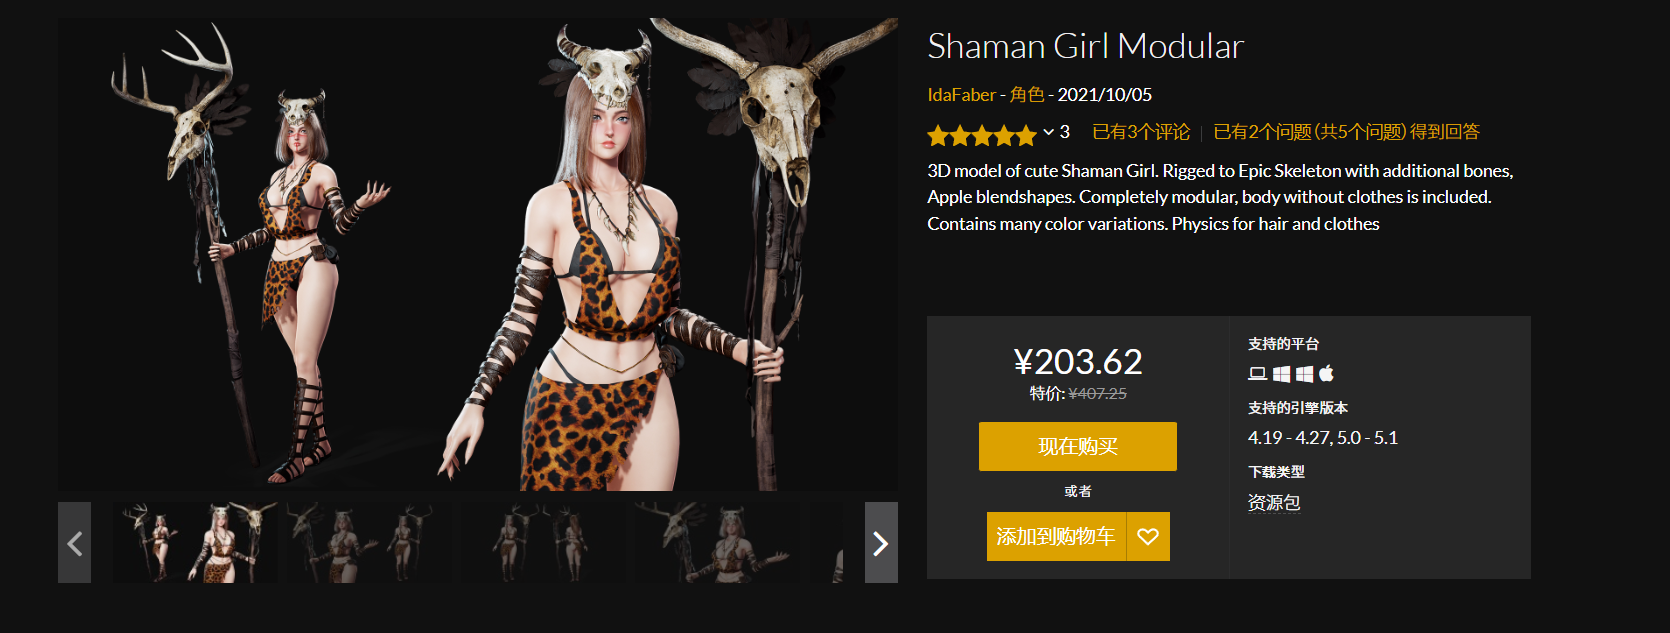 Shaman Girl Modular
IdaFaber - 角色 - 2021/10/05
3 已有3个评论 | 已有2个问题 (共5个问题) 得到回答
3D model of cute Shaman Girl. Rigged to Epic Skeleton with additional bones,
Apple blendshapes. Completely modular, body without clothes is included.
Contains many color variations. Physics for hair and clothes
¥203.62
特价: ¥407.25
现在购买
或者
添加到购物车
支持的平台
支持的引擎版本
4.19 - 4.27, 5.0 - 5.1
下载类型
资源包